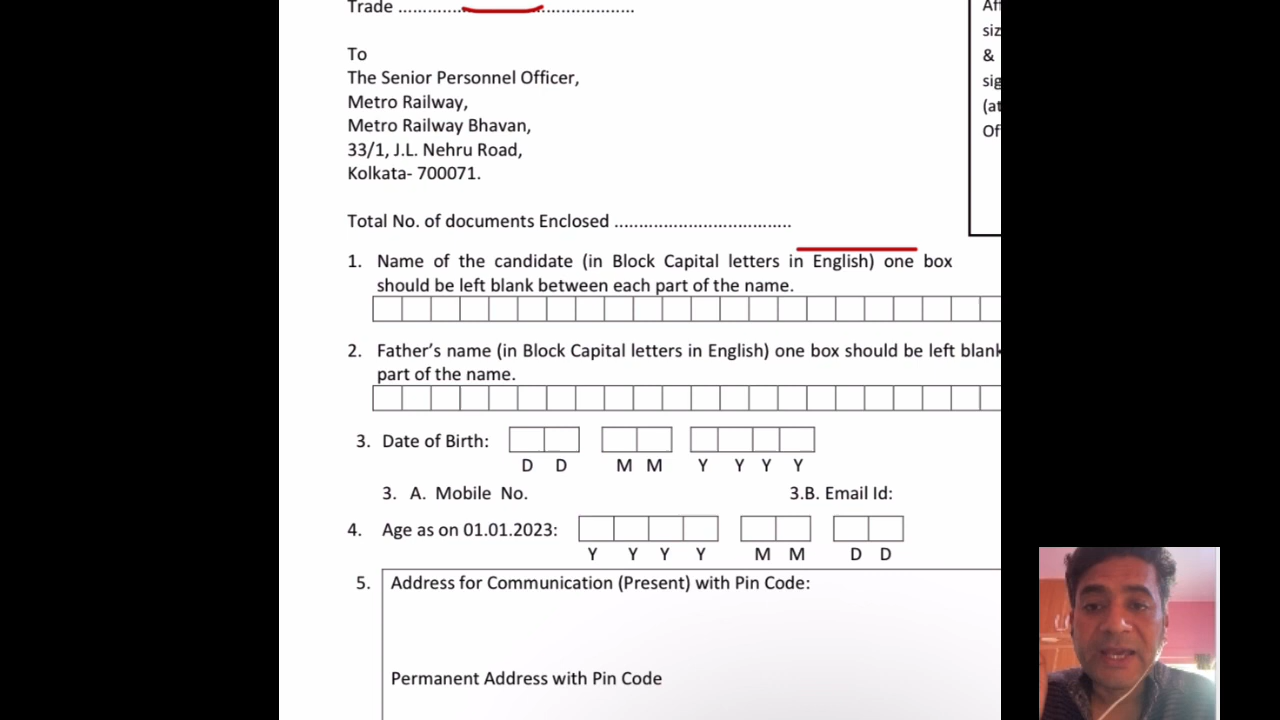 Trade .............................................
To
The Senior Personnel Officer,
Metro Railway,
Metro Railway Bhavan,
33/1, J.L. Nehru Road,
Kolkata- 700071.
Af
siz
&
sig
(at
Of
Total No. of documents Enclosed ....................................
1. Name of the candidate (in Block Capital letters in English) one box
should be left blank between each part of the name.
2. Father's name (in Block Capital letters in English) one box should be left blank
part of the name.
3. Date of Birth:
D D M M Y Y Y Y
3. A. Mobile No. 3.B. Email Id:
4. Age as on 01.01.2023:
Y Y Y Y M M D D
5. Address for Communication (Present) with Pin Code:
Permanent Address with Pin Code